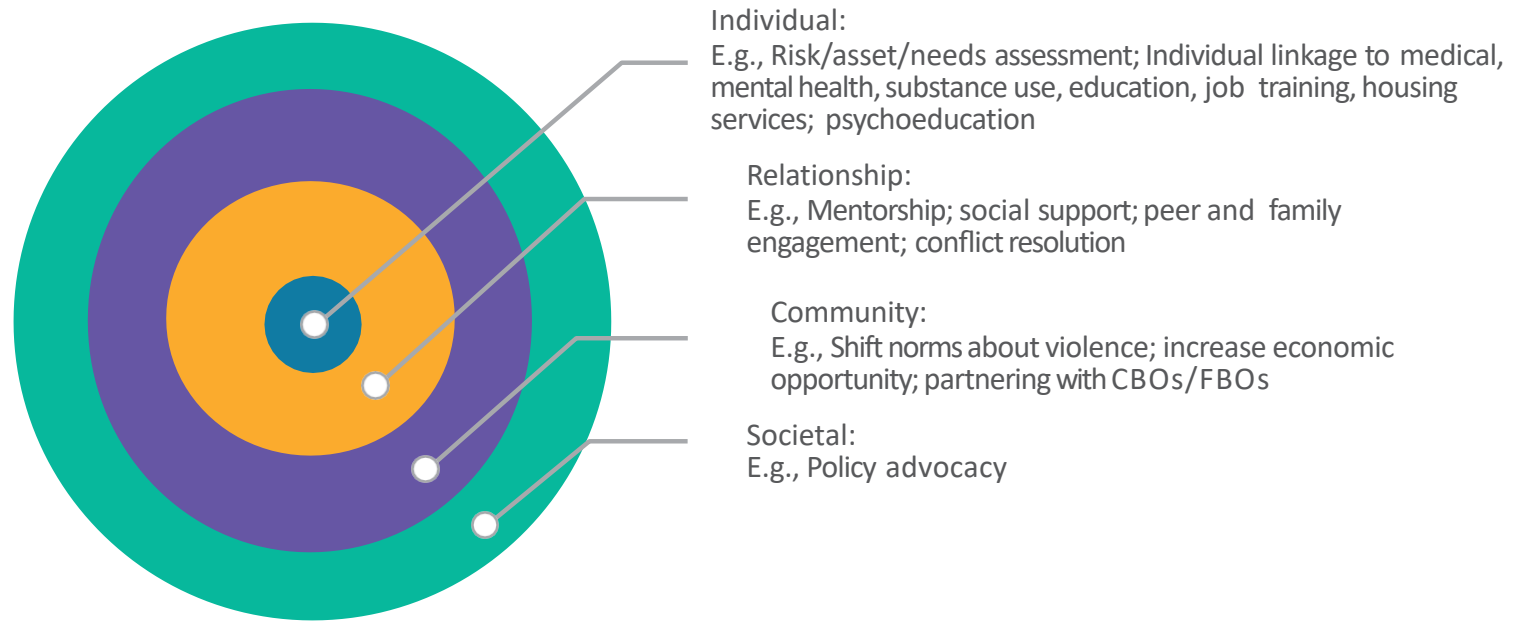 Individual:
E.g., Risk/asset/needs assessment; Individual linkage to medical,
mental health, substance use, education, job training, housing
services; psychoeducation
Relationship:
E.g., Mentorship; social support; peer and family
engagement; conflict resolution
Community:
E.g., Shift norms about violence; increase economic
opportunity; partnering with CBOs/FBOs
Societal:
E.g., Policy advocacy